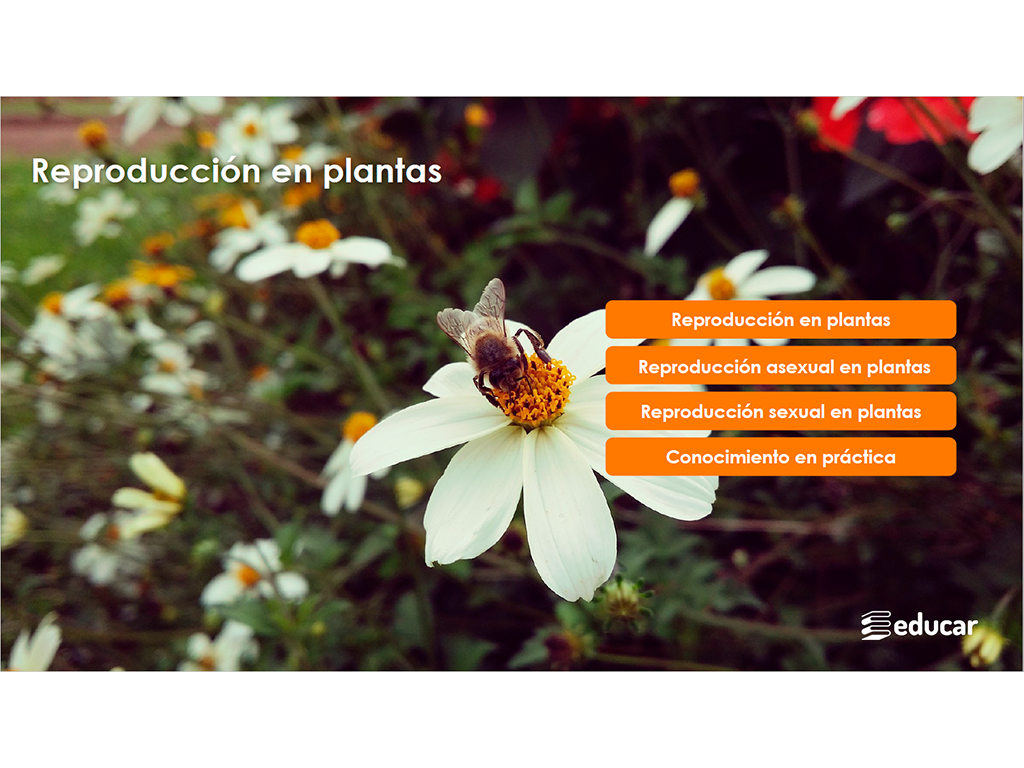 Reproducción en plantas
Reproducción en plantas
Reproducción asexual en plantas
Reproducción sexual en plantas
Conocimiento en práctica
educar